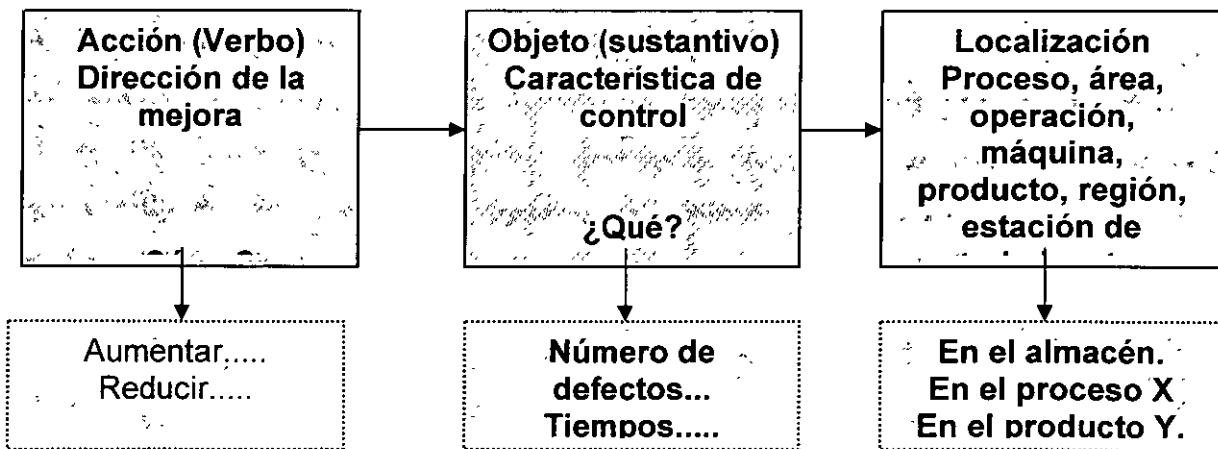 Acción (Verbo)
Dirección de la
mejora
Objeto (sustantivo)
Característica de
control
¿Qué?
Localización
Proceso, área,
operación,
máquina,
producto, región,
estación de
Aumentar.....
Reducir.....
Número de
defectos...
Tiempos.....
En el almacén.
En el proceso X
En el producto Y.